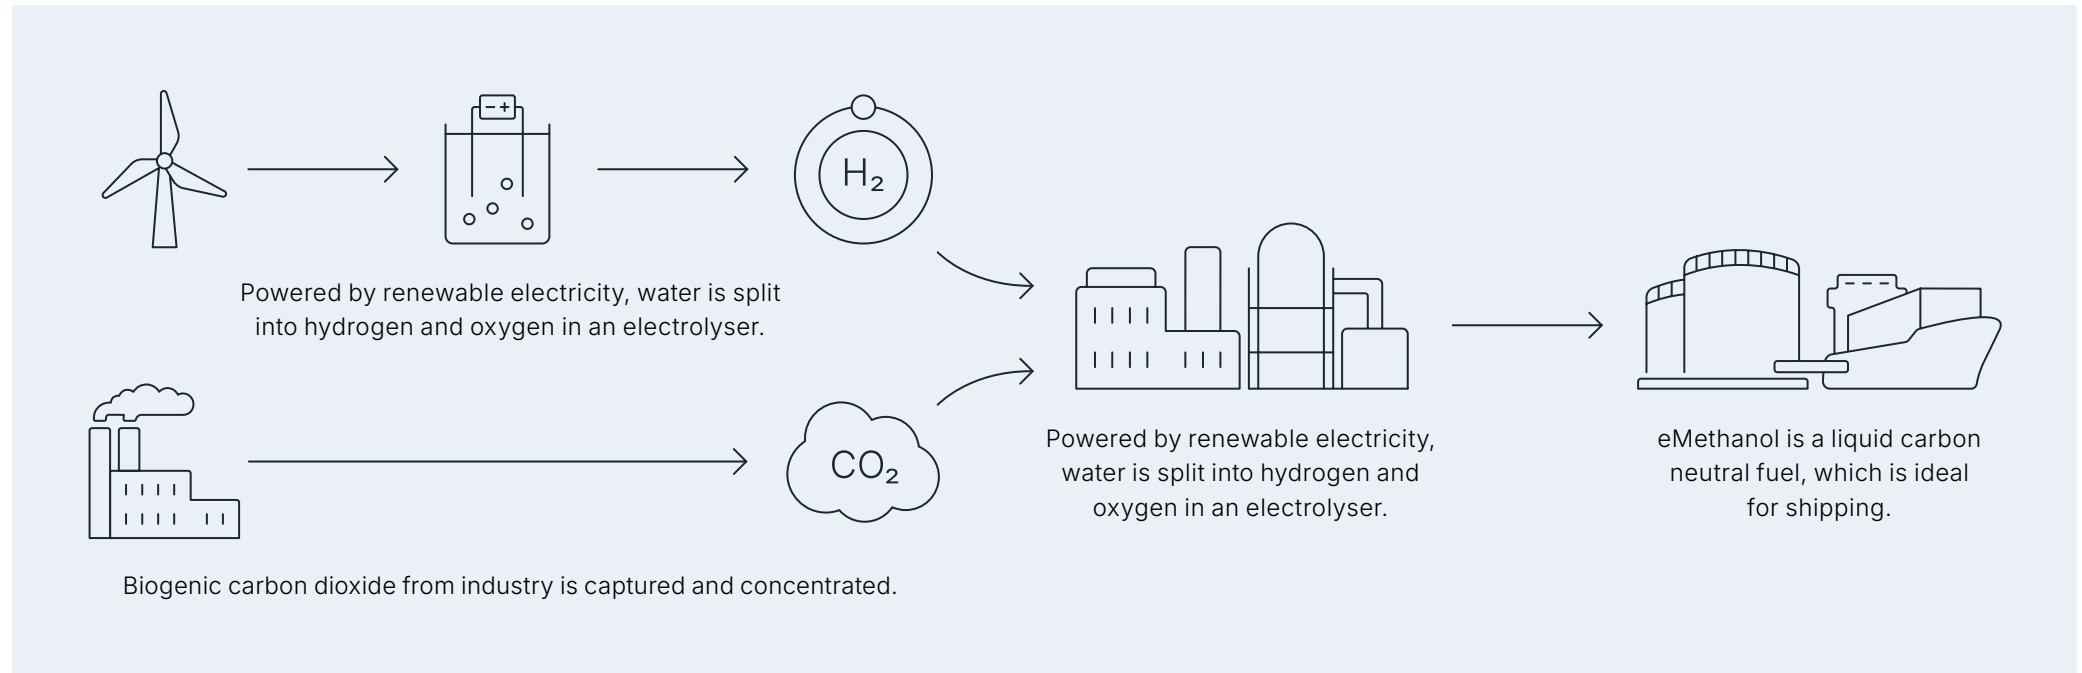 − +
H₂
Powered by renewable electricity, water is split
into hydrogen and oxygen in an electrolyser.
CO₂
Biogenic carbon dioxide from industry is captured and concentrated.
Powered by renewable electricity,
water is split into hydrogen and
oxygen in an electrolyser.
eMethanol is a liquid carbon
neutral fuel, which is ideal
for shipping.